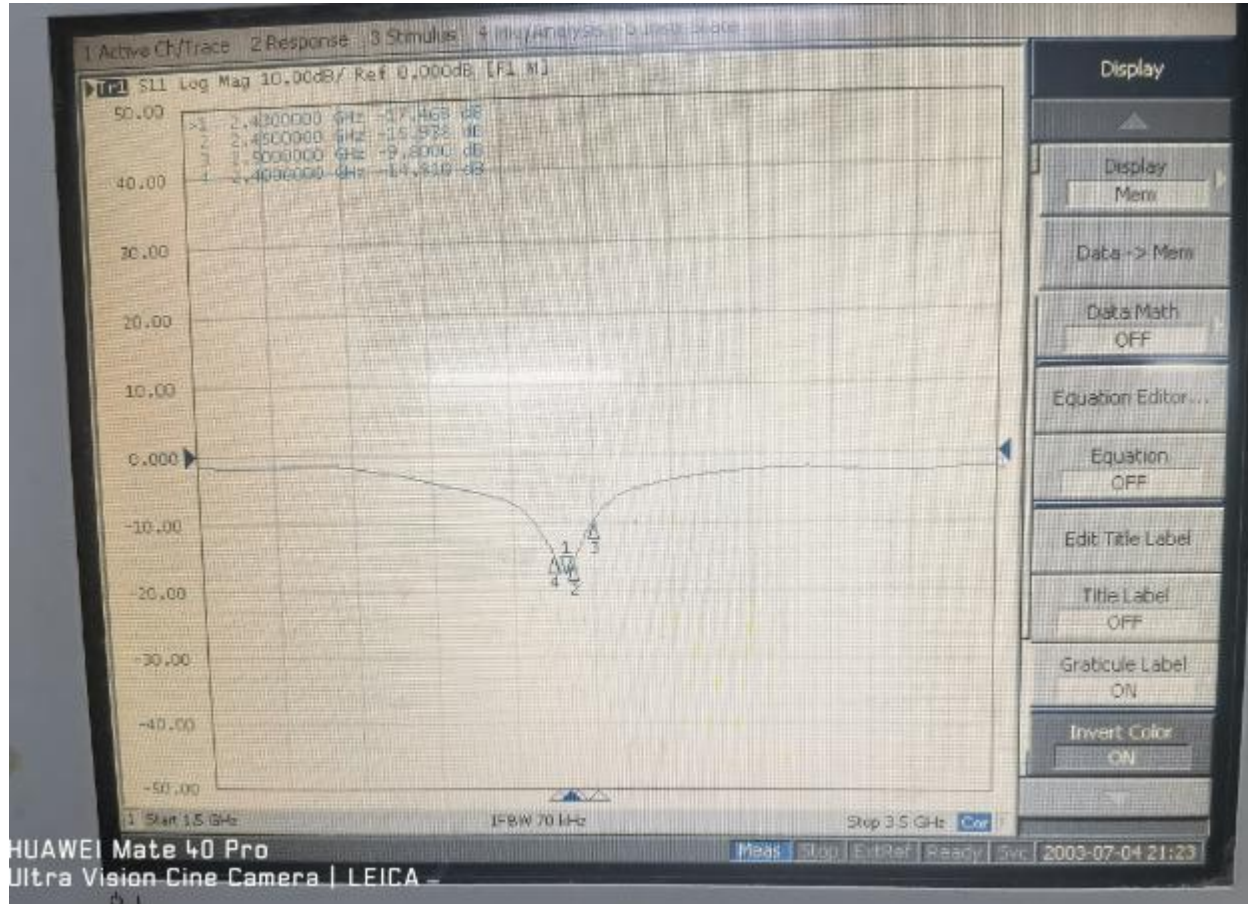 1 Active Ch/Trace 2 Response 3 Stimulus
Tr1 S11 Log Mag 10.00dB/ Ref 0.000dB [F1 M]
50.00
>1 2.4300000 GHz -17.468 dB
2 2.4500000 GHz dB
3 2.5000000 GHz -9.8000 dB
4 2.4000000 GHz dB
40.00
30.00
20.00
10.00
0.000
-10.00
-20.00
-30.00
-40.00
-50.00
1
4
2
3
1 Start 1.5 GHz IFBW 70 kHz Stop 3.5 GHz Cor
Meas Stop ExtRef Ready Svc 2003-07-04 21:23
Display
Display
Mem
Data -> Mem
Data Math
OFF
Equation Editor...
Equation
OFF
Edit Title Label
Title Label
OFF
Graticule Label
ON
Invert Color
ON
HUAWEI Mate 40 Pro
Ultra Vision Cine Camera | LEICA